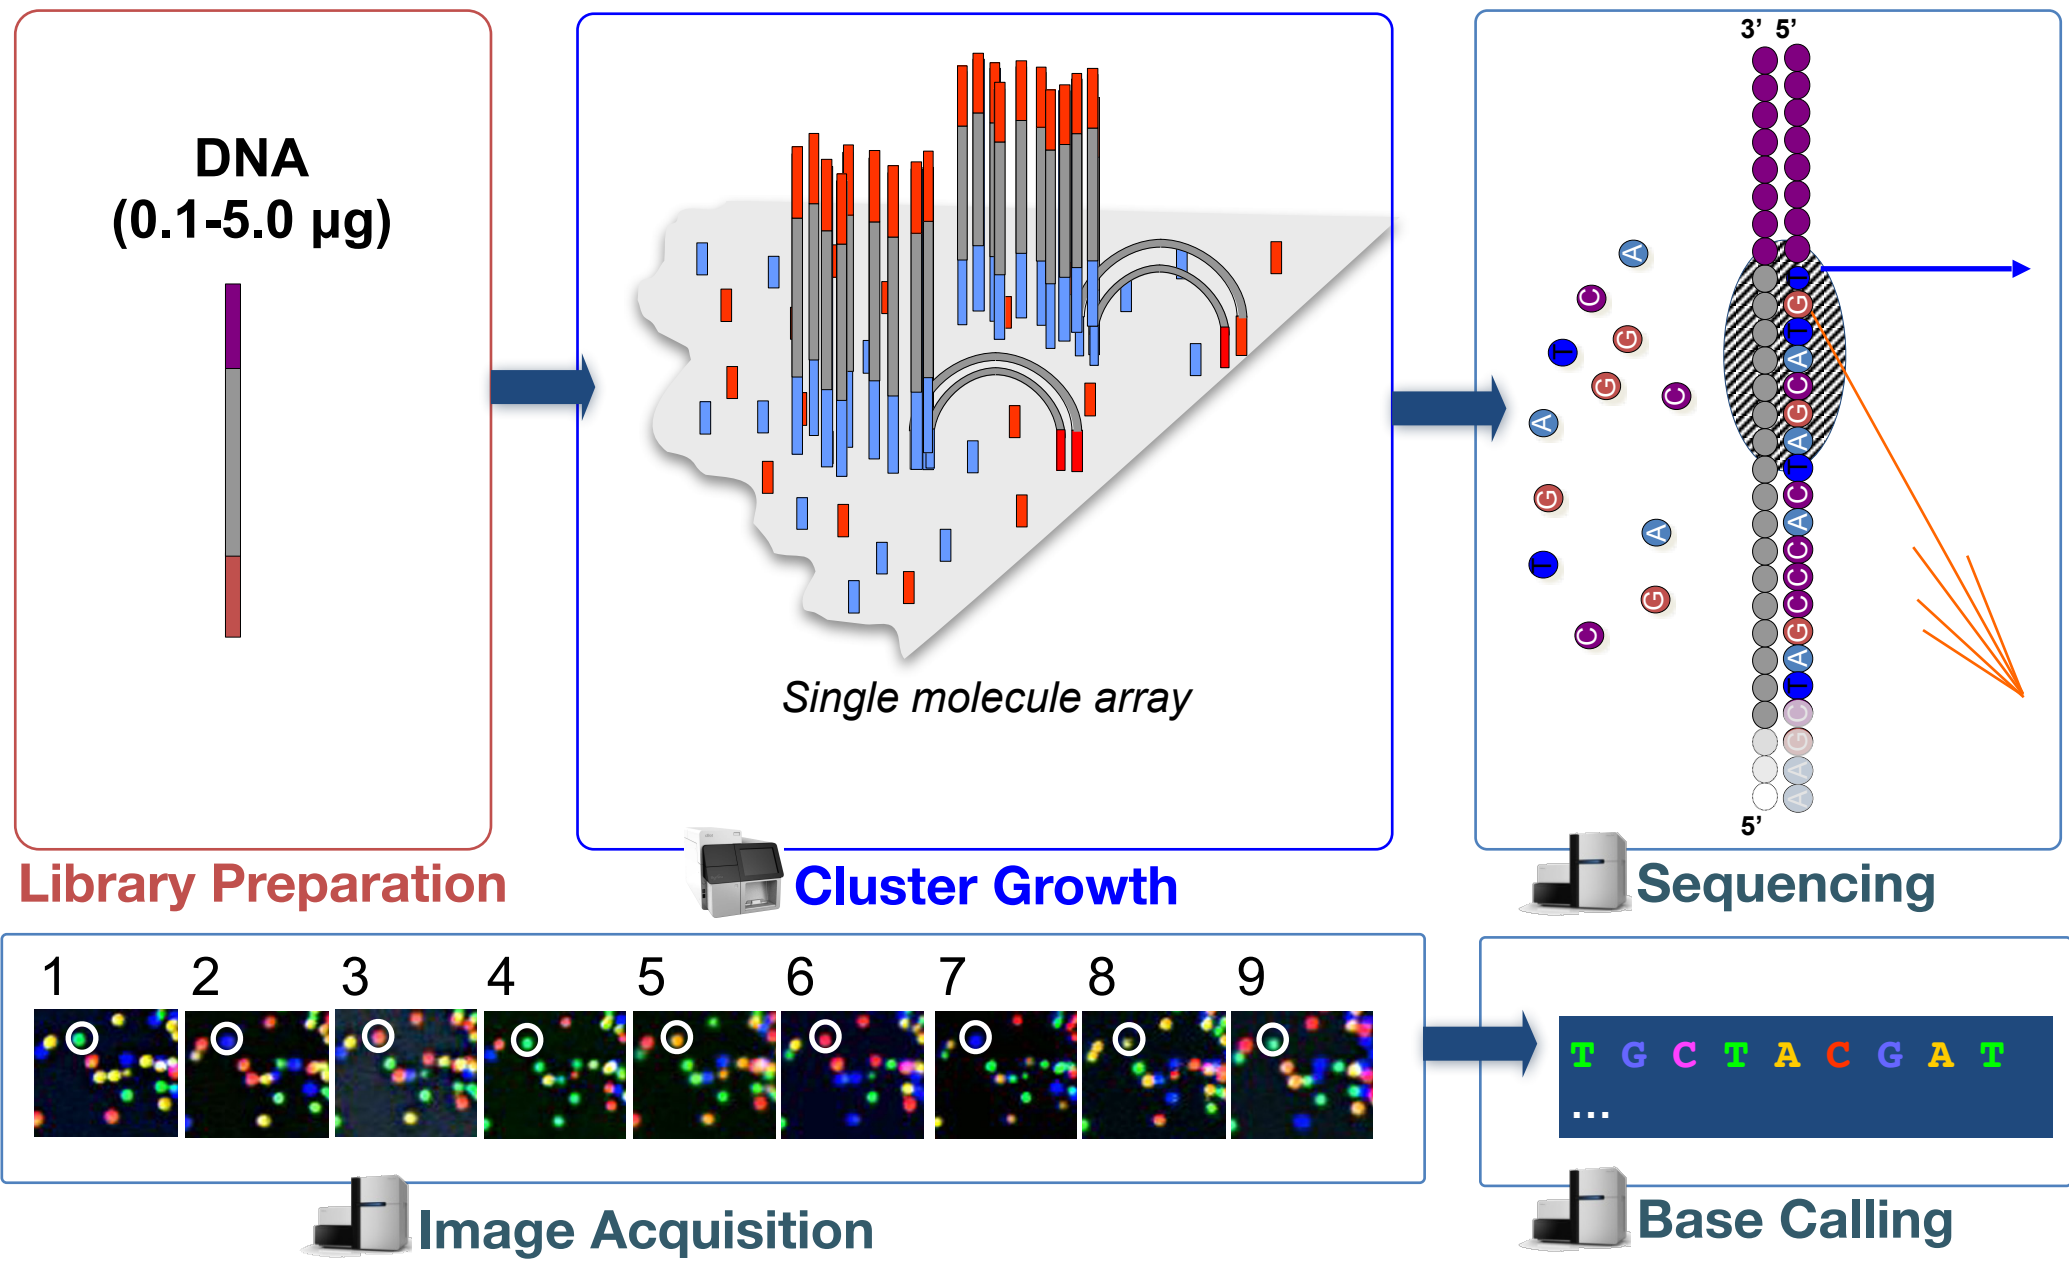 DNA
(0.1-5.0 µg)
Library Preparation
Single molecule array
Cluster Growth
3’ 5’
A
C
G
T
G
C
A
G
A
T
G
C
T
G
T
A
C
G
A
T
C
A
C
C
C
G
A
T
C
G
A
A
5’
Sequencing
1 2 3 4 5 6 7 8 9
Image Acquisition
T G C T A C G A T
...
Base Calling